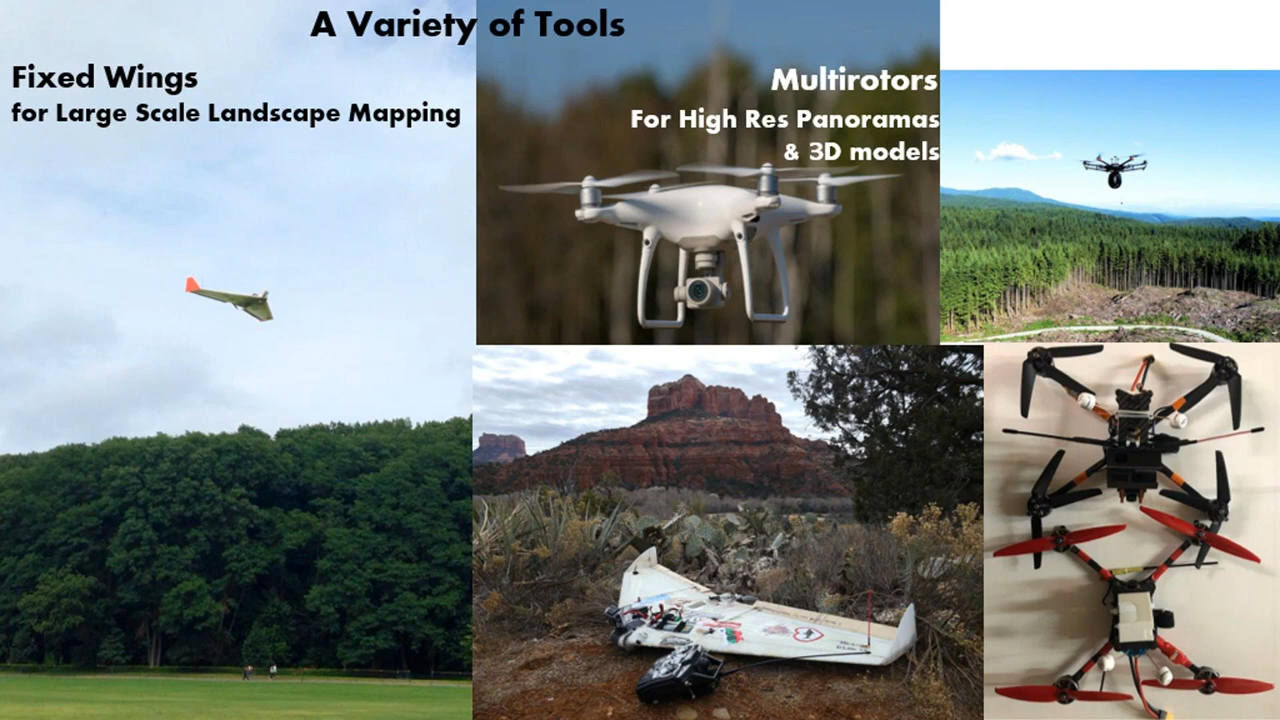 A Variety of Tools
Fixed Wings
for Large Scale Landscape Mapping
Multirotors
For High Res Panoramas
& 3D models